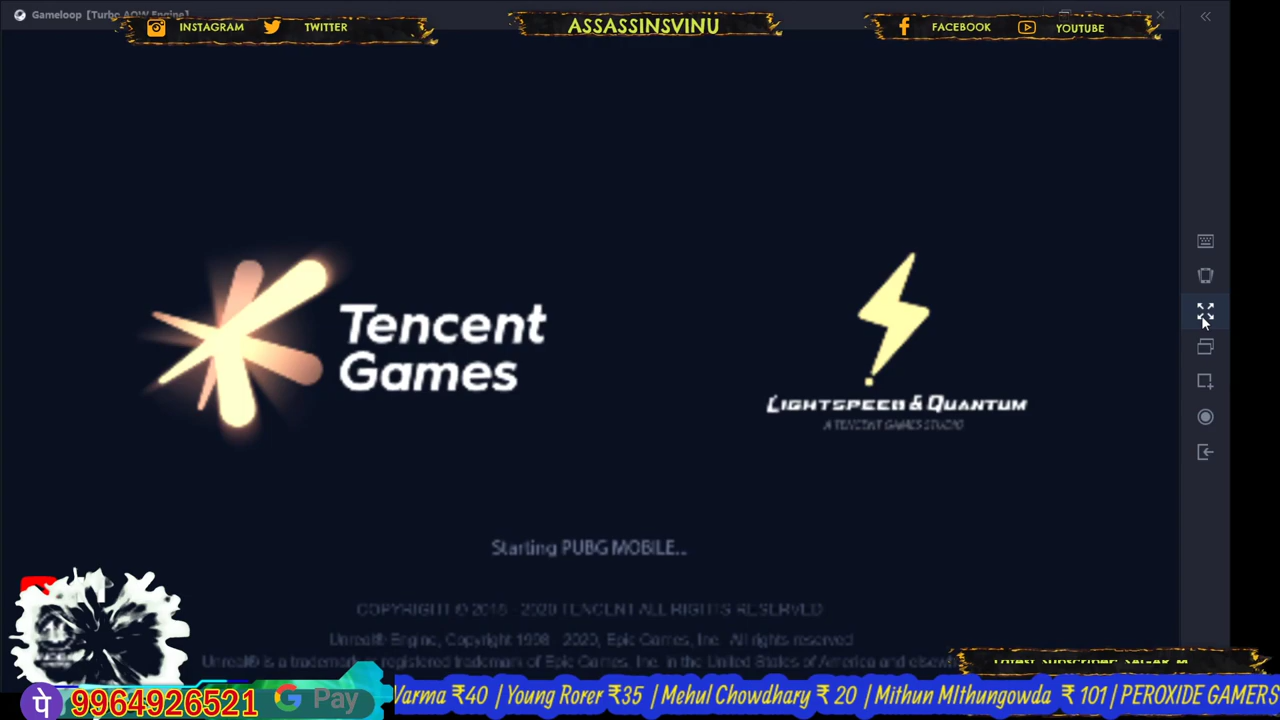 Gameloop【Turbo AOW Engine】
INSTAGRAM
TWITTER
ASSASSINSVINU
FACEBOOK
YOUTUBE
Tencent
Games
LIGHTSPEED & QUANTUM
A TENCENT GAMES STUDIO
Starting PUBG MOBILE...
COPYRIGHT © 2018 - 2020 TENCENT ALL RIGHTS RESERVED
Unreal® Engine, Copyright 1998 - 2020, Epic Games, Inc. All rights reserved
Unreal® is a trademark registered trademark of Epic Games, Inc. in the United States of America and
पे 9964926521 G Pay
Varma ₹40 | Young Rorer ₹35 | Mehul Chowdhary ₹ 20 | Mithun MIthungowda ₹ 101 | PEROXIDE GAMERS